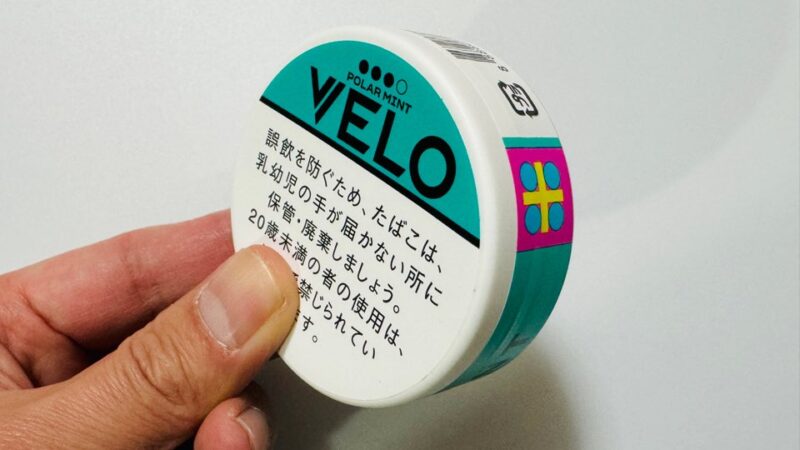 POLAR MINT
VELO
誤飲を防ぐため、たばこは、
乳幼児の手が届かない所に
保管・廃棄しましょう。
20歳未満の者の使用は、
禁じられてい
す。